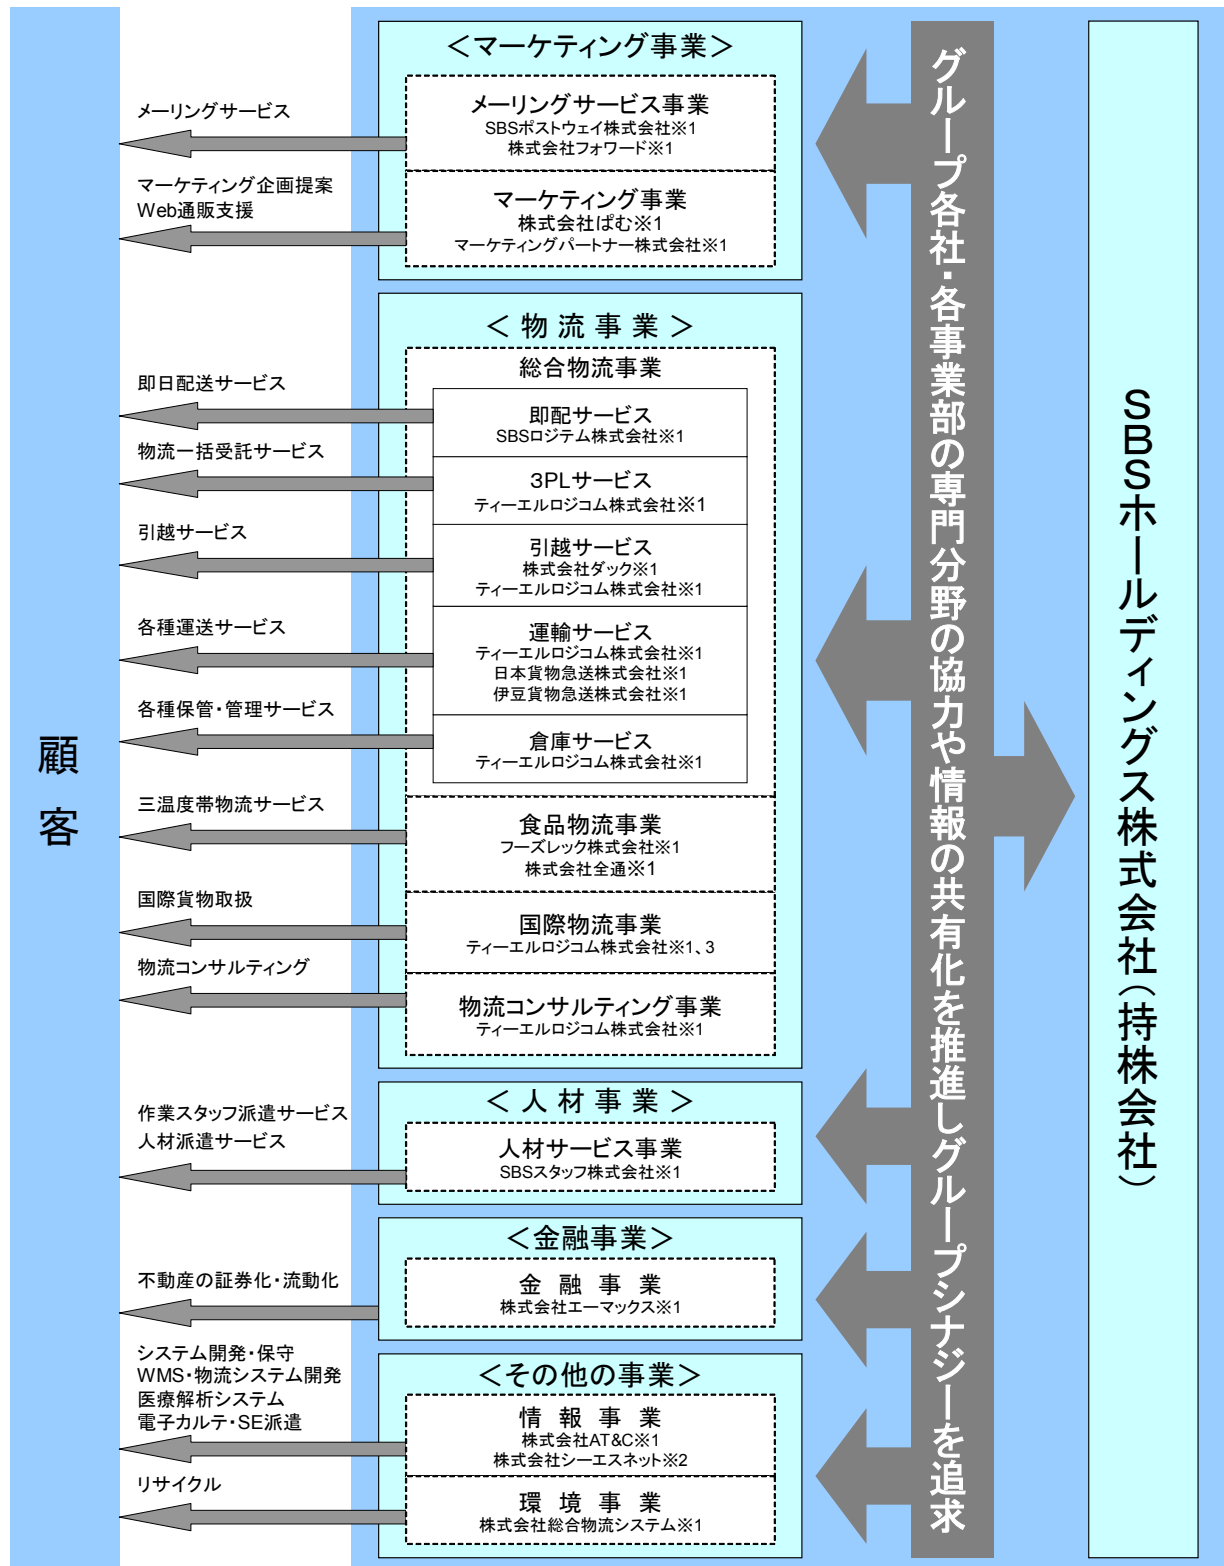 顧客
メーリングサービス
マーケティング企画提案
Web通販支援
即日配送サービス
物流一括受託サービス
引越サービス
各種運送サービス
各種保管・管理サービス
三温度帯物流サービス
国際貨物取扱
物流コンサルティング
作業スタッフ派遣サービス
人材派遣サービス
不動産の証券化・流動化
システム開発・保守
WMS・物流システム開発
医療解析システム
電子カルテ・SE派遣
リサイクル
＜マーケティング事業＞
メーリングサービス事業
SBSポストウェイ株式会社※1
株式会社フォワード※1
マーケティング事業
株式会社ぱむ※1
マーケティングパートナー株式会社※1
＜物流事業＞
総合物流事業
即配サービス
SBSロジテム株式会社※1
3PLサービス
ティーエルロジコム株式会社※1
引越サービス
株式会社ダック※1
ティーエルロジコム株式会社※1
運輸サービス
ティーエルロジコム株式会社※1
日本貨物急送株式会社※1
伊豆貨物急送株式会社※1
倉庫サービス
ティーエルロジコム株式会社※1
食品物流事業
フーズレック株式会社※1
株式会社全通※1
国際物流事業
ティーエルロジコム株式会社※1、3
物流コンサルティング事業
ティーエルロジコム株式会社※1
＜人材事業＞
人材サービス事業
SBSスタッフ株式会社※1
＜金融事業＞
金融事業
株式会社エーマックス※1
＜その他の事業＞
情報事業
株式会社AT&C※1
株式会社シーエスネット※2
環境事業
株式会社総合物流システム※1
グループ各社・各事業部の専門分野の協力や情報の共有化を推進しグループシナジーを追求
SBSホールディングス株式会社（持株会社）